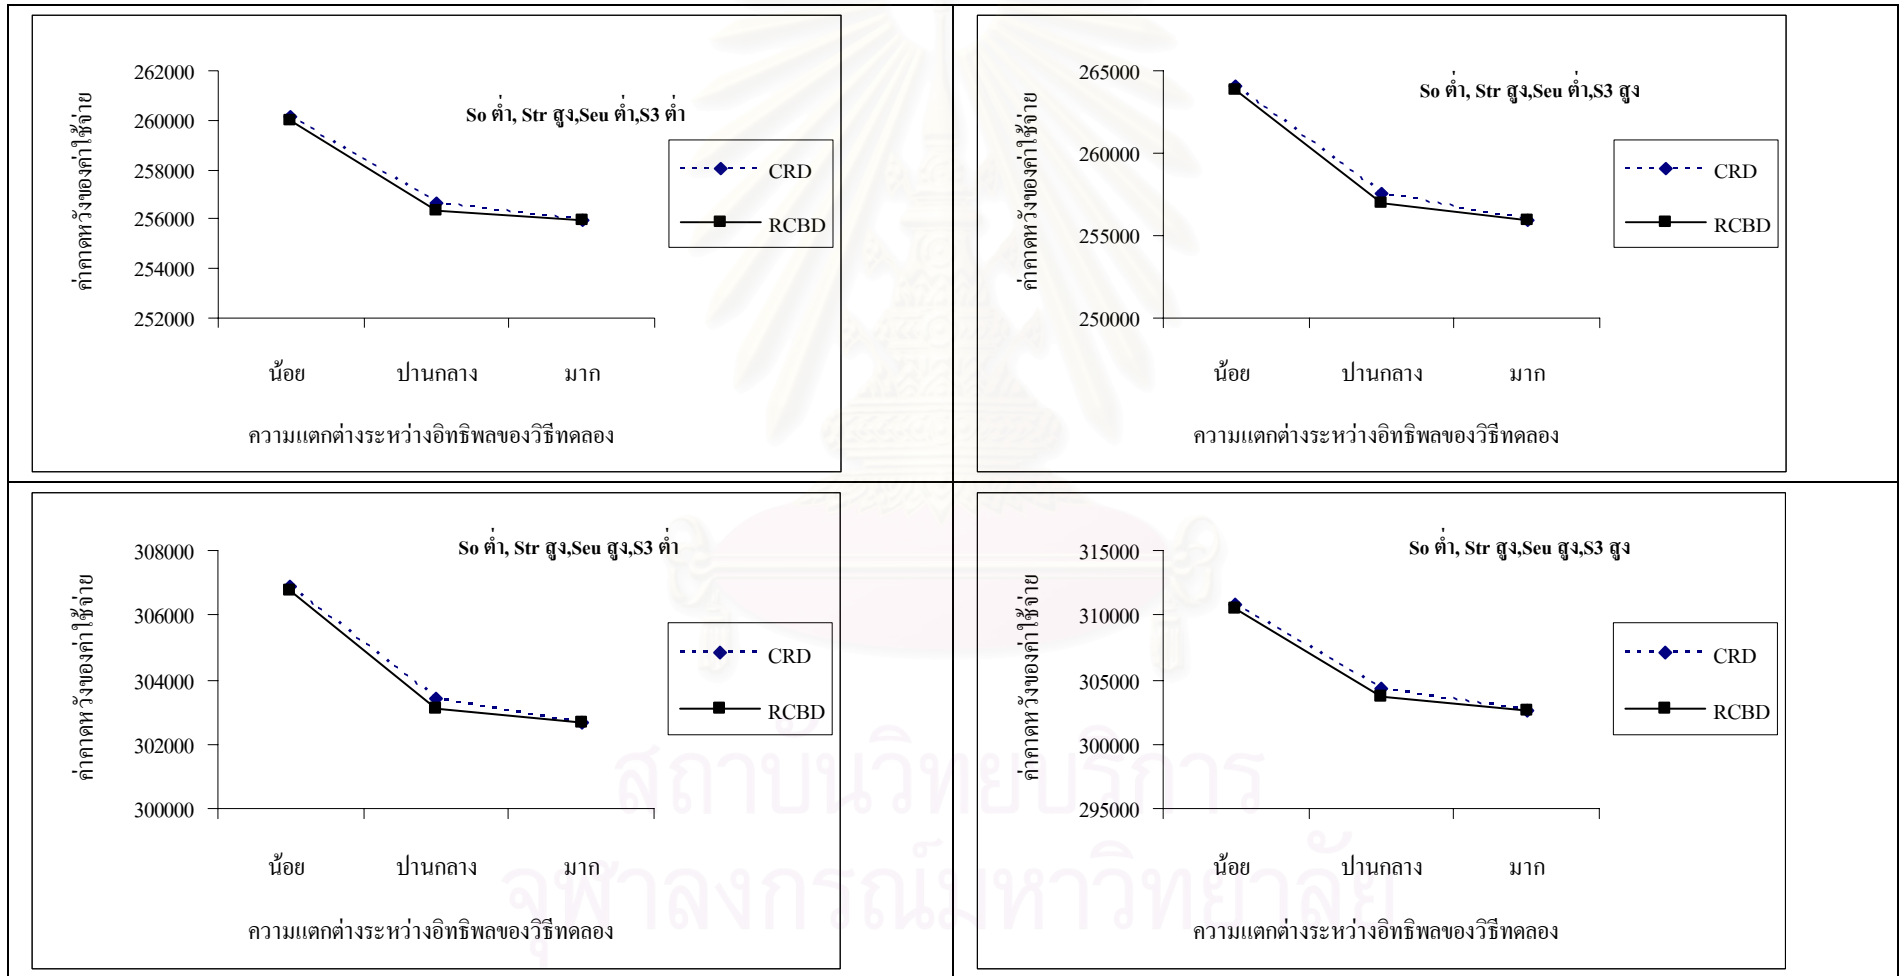 So ต่ำ, Str สูง,Seu ต่ำ,S3 ต่ำ
ค่าคาดหวังของค่าใช้จ่าย
262000
260000
258000
256000
254000
252000
CRD
RCBD
น้อย ปานกลาง มาก
ความแตกต่างระหว่างอิทธิพลของวิธีทดลอง
So ต่ำ, Str สูง,Seu ต่ำ,S3 สูง
ค่าคาดหวังของค่าใช้จ่าย
265000
260000
255000
250000
CRD
RCBD
น้อย ปานกลาง มาก
ความแตกต่างระหว่างอิทธิพลของวิธีทดลอง
So ต่ำ, Str สูง,Seu สูง,S3 ต่ำ
ค่าคาดหวังของค่าใช้จ่าย
308000
306000
304000
302000
300000
CRD
RCBD
น้อย ปานกลาง มาก
ความแตกต่างระหว่างอิทธิพลของวิธีทดลอง
So ต่ำ, Str สูง,Seu สูง,S3 สูง
ค่าคาดหวังของค่าใช้จ่าย
315000
310000
305000
300000
295000
CRD
RCBD
น้อย ปานกลาง มาก
ความแตกต่างระหว่างอิทธิพลของวิธีทดลอง
สถาบันวิทยบริการ
จุฬาลงกรณ์มหาวิทยาลัย